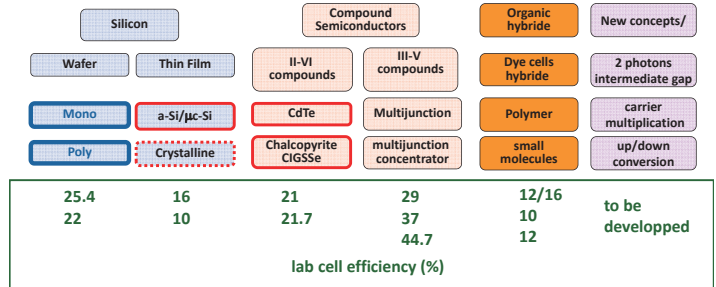 Silicon
Compound
Semiconductors
Organic
hybride
New concepts/
Wafer
Thin Film
II-VI
compounds
III-V
compounds
Dye cells
hybride
2 photons
intermediate gap
Mono
a-Si/µc-Si
CdTe
Multijunction
Polymer
carrier
multiplication
Poly
Crystalline
Chalcopyrite
CIGSSe
multijunction
concentrator
small
molecules
up/down
conversion
25.4 16 21 29 12/16
22 10 21.7 37 10
44.7 12
to be
developped
lab cell efficiency (%)